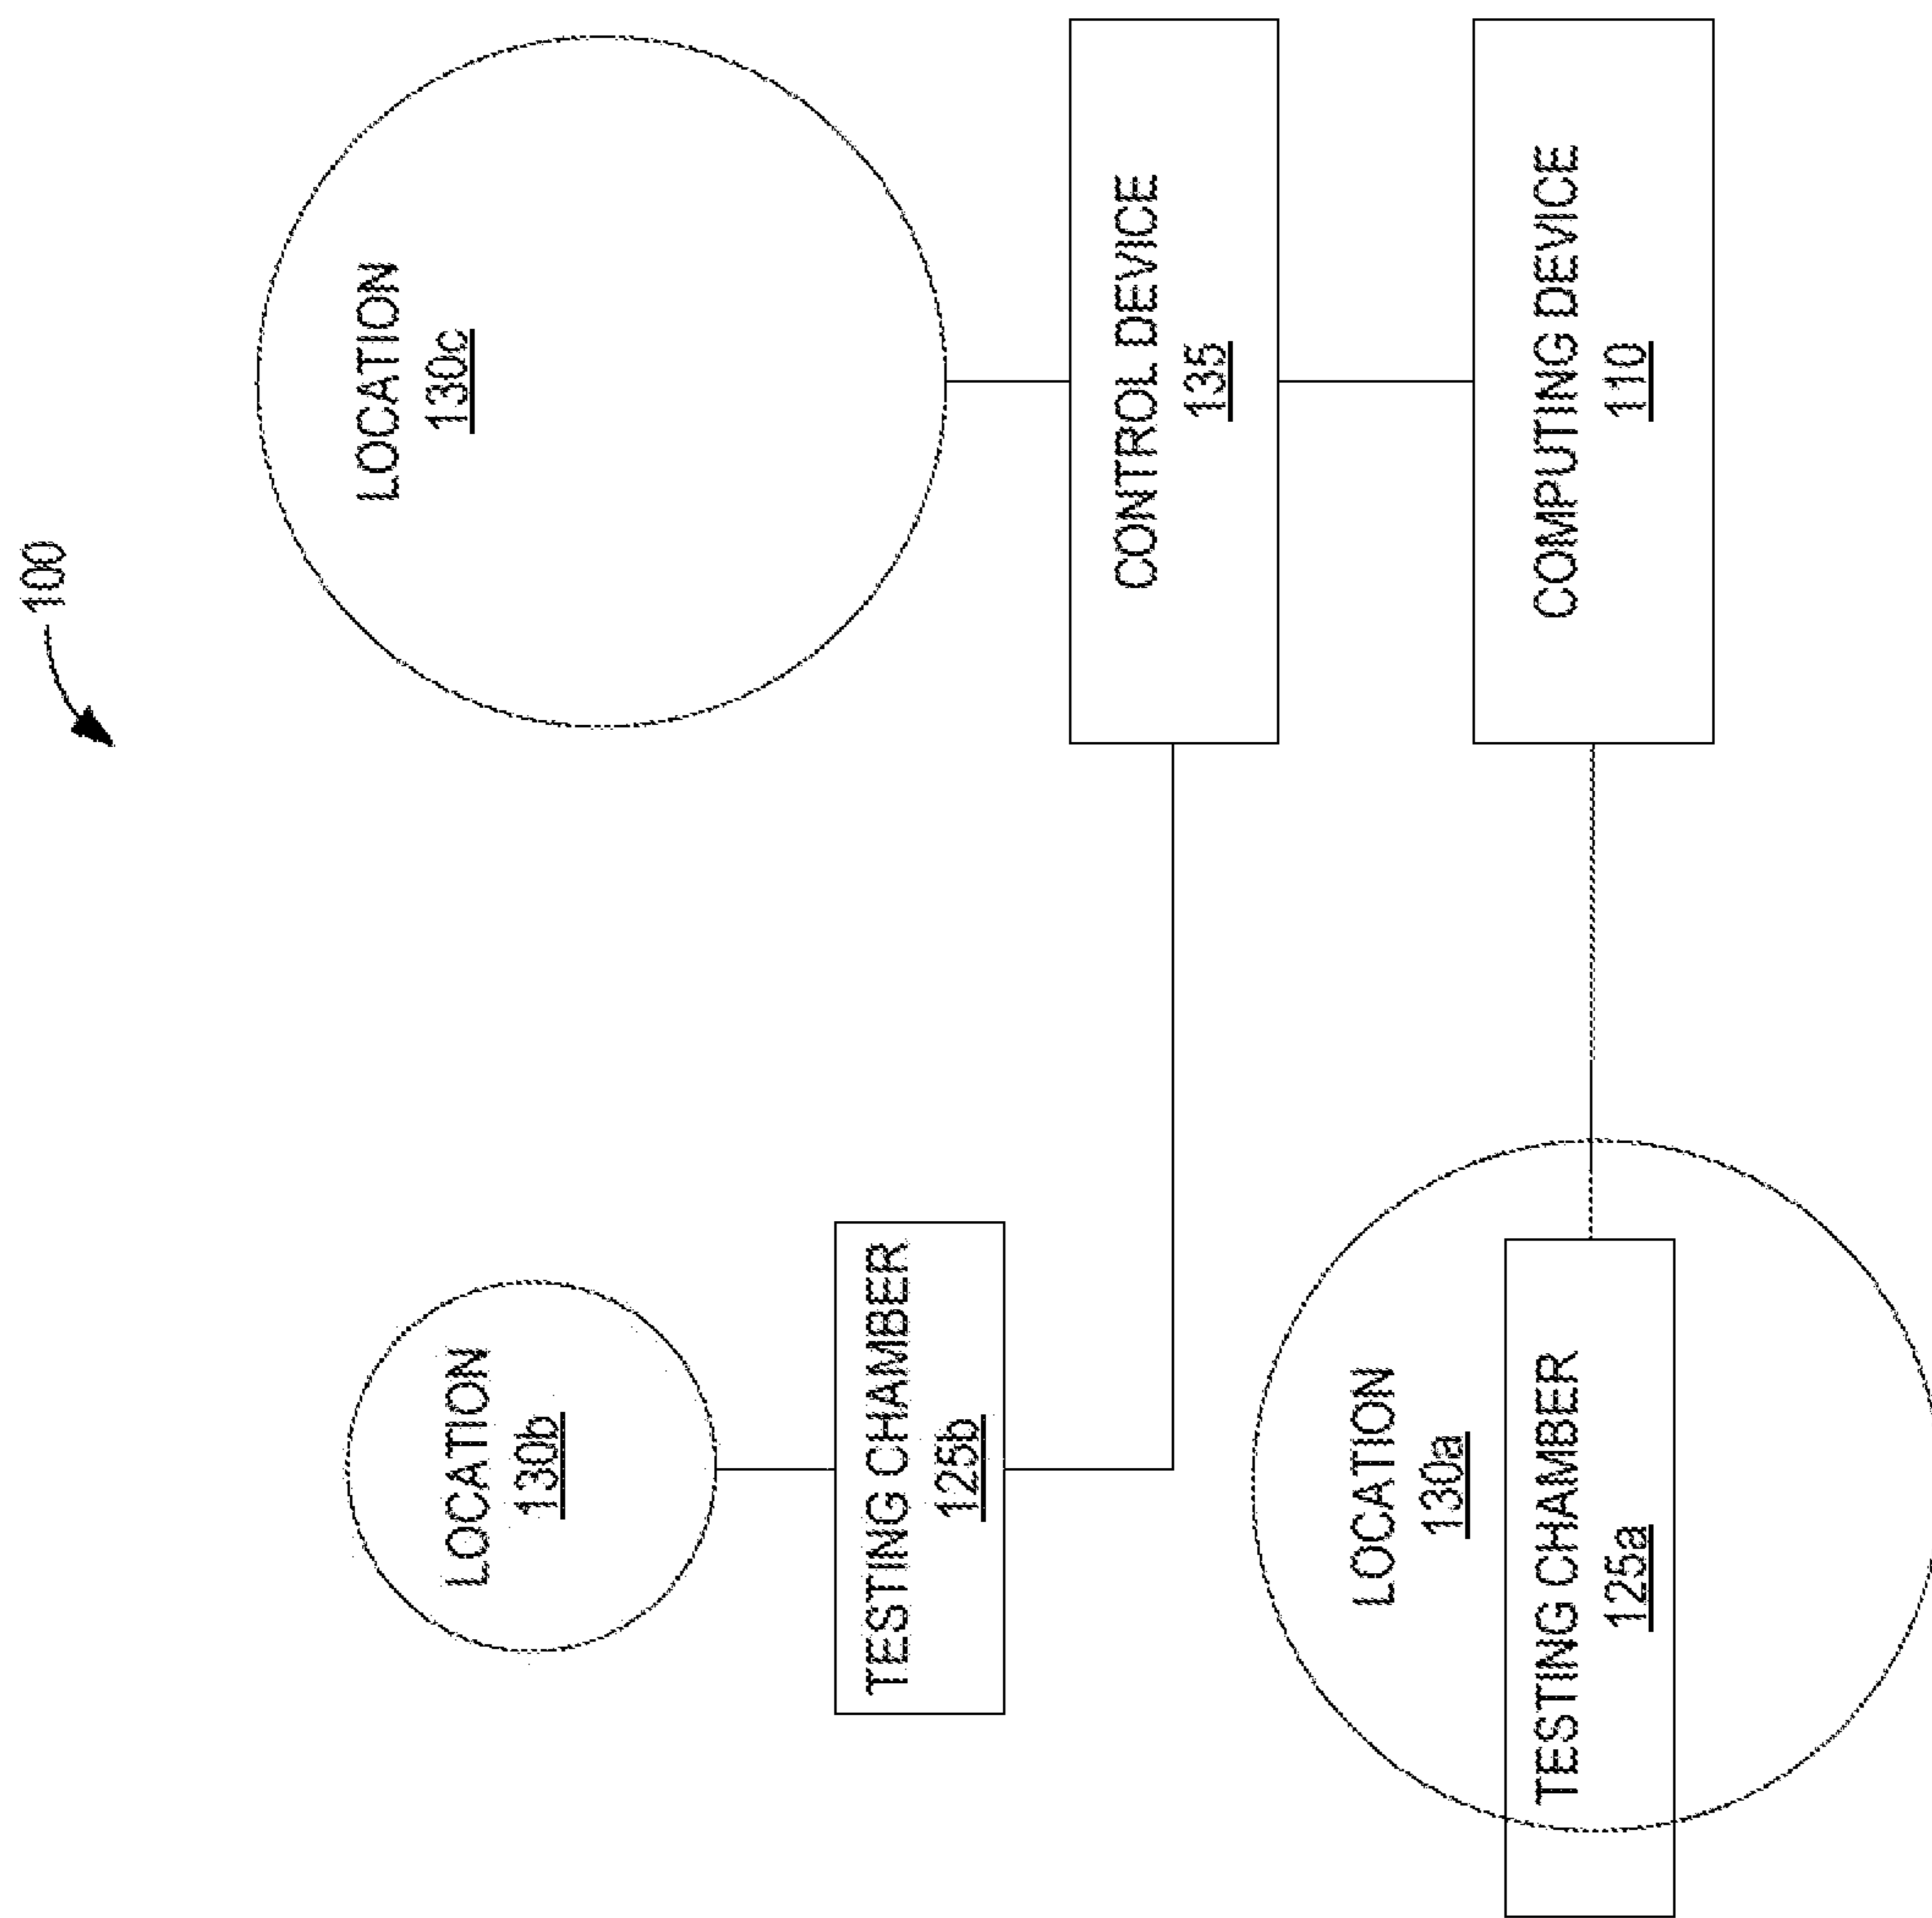 100
LOCATION
130b
LOCATION
130c
TESTING CHAMBER
125b
CONTROL DEVICE
135
LOCATION
130a
TESTING CHAMBER
125a
COMPUTING DEVICE
110